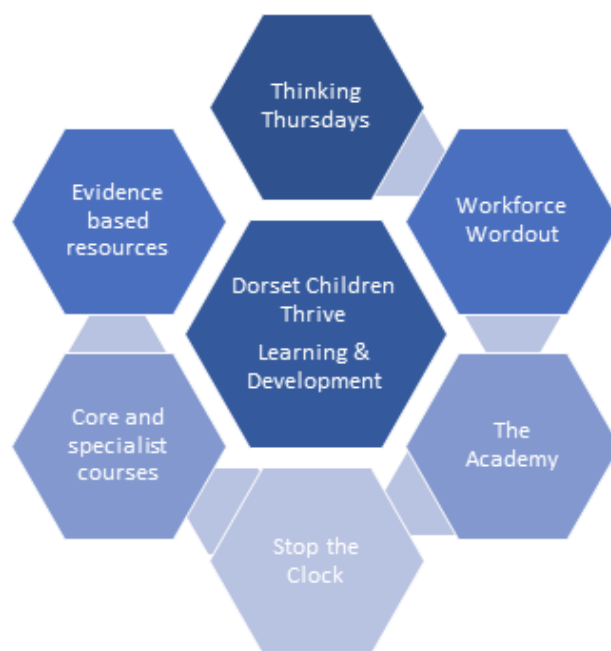 Thinking
Thursdays
Evidence
based
resources
Workforce
Wordout
Dorset Children
Thrive
Learning &
Development
Core and
specialist
courses
The
Academy
Stop the
Clock